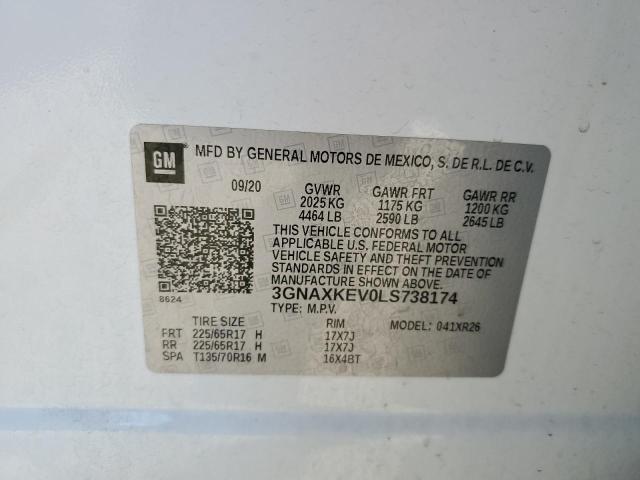 GM MFD BY GENERAL MOTORS DE MEXICO, S. DE R.L. DE C.V.
09/20 GVWR GAWR FRT GAWR RR
2025 KG 1175 KG 1200 KG
4464 LB 2590 LB 2645 LB
THIS VEHICLE CONFORMS TO ALL
APPLICABLE U.S. FEDERAL MOTOR
VEHICLE SAFETY AND THEFT
PREVENTION STANDARDS
IN EFFECT ON THE DATE OF
MANUFACTURE SHOWN ABOVE.
8624 3GNAXKEV0LS738174
TYPE: M.P.V.
TIRE SIZE RIM MODEL: 041XR26
FRT 225/65R17 H 17X7J
RR 225/65R17 H 17X7J
SPA T135/70R16 M 16X4BT